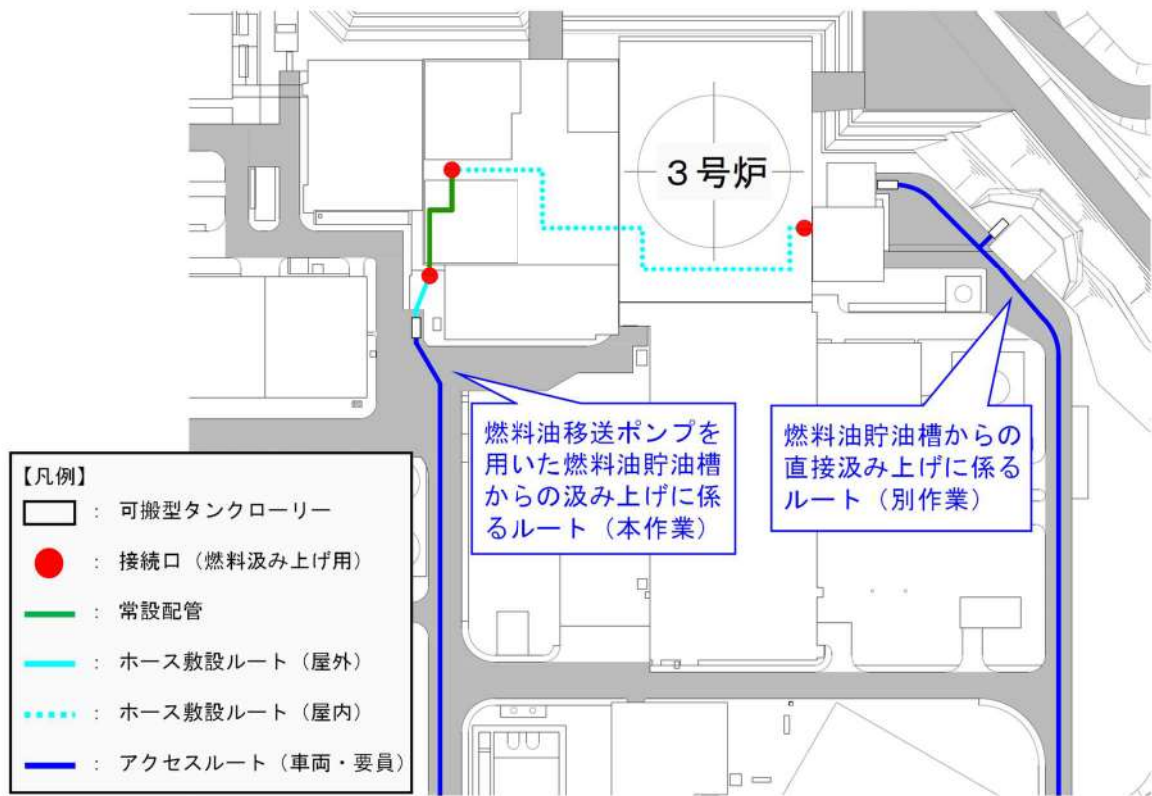 ３号炉
燃料油移送ポンプを
用いた燃料油貯油槽
からの汲み上げに係
るルート（本作業）
燃料油貯油槽からの
直接汲み上げに係る
ルート（別作業）
【凡例】
： 可搬型タンクローリー
： 接続口（燃料汲み上げ用）
： 常設配管
： ホース敷設ルート（屋外）
： ホース敷設ルート（屋内）
： アクセスルート（車両・要員）